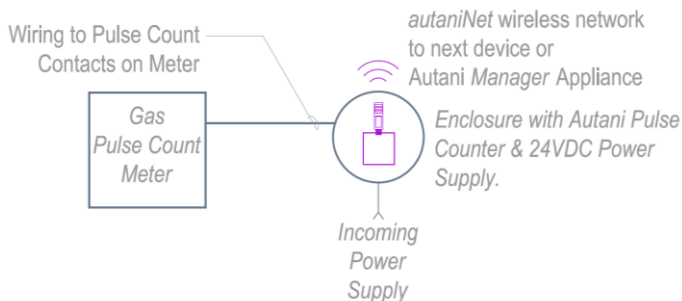 Wiring to Pulse Count
Contacts on Meter
autaniNet wireless network
to next device or
Autani Manager Appliance
Gas
Pulse Count
Meter
Enclosure with Autani Pulse
Counter & 24VDC Power
Supply.
Incoming
Power
Supply